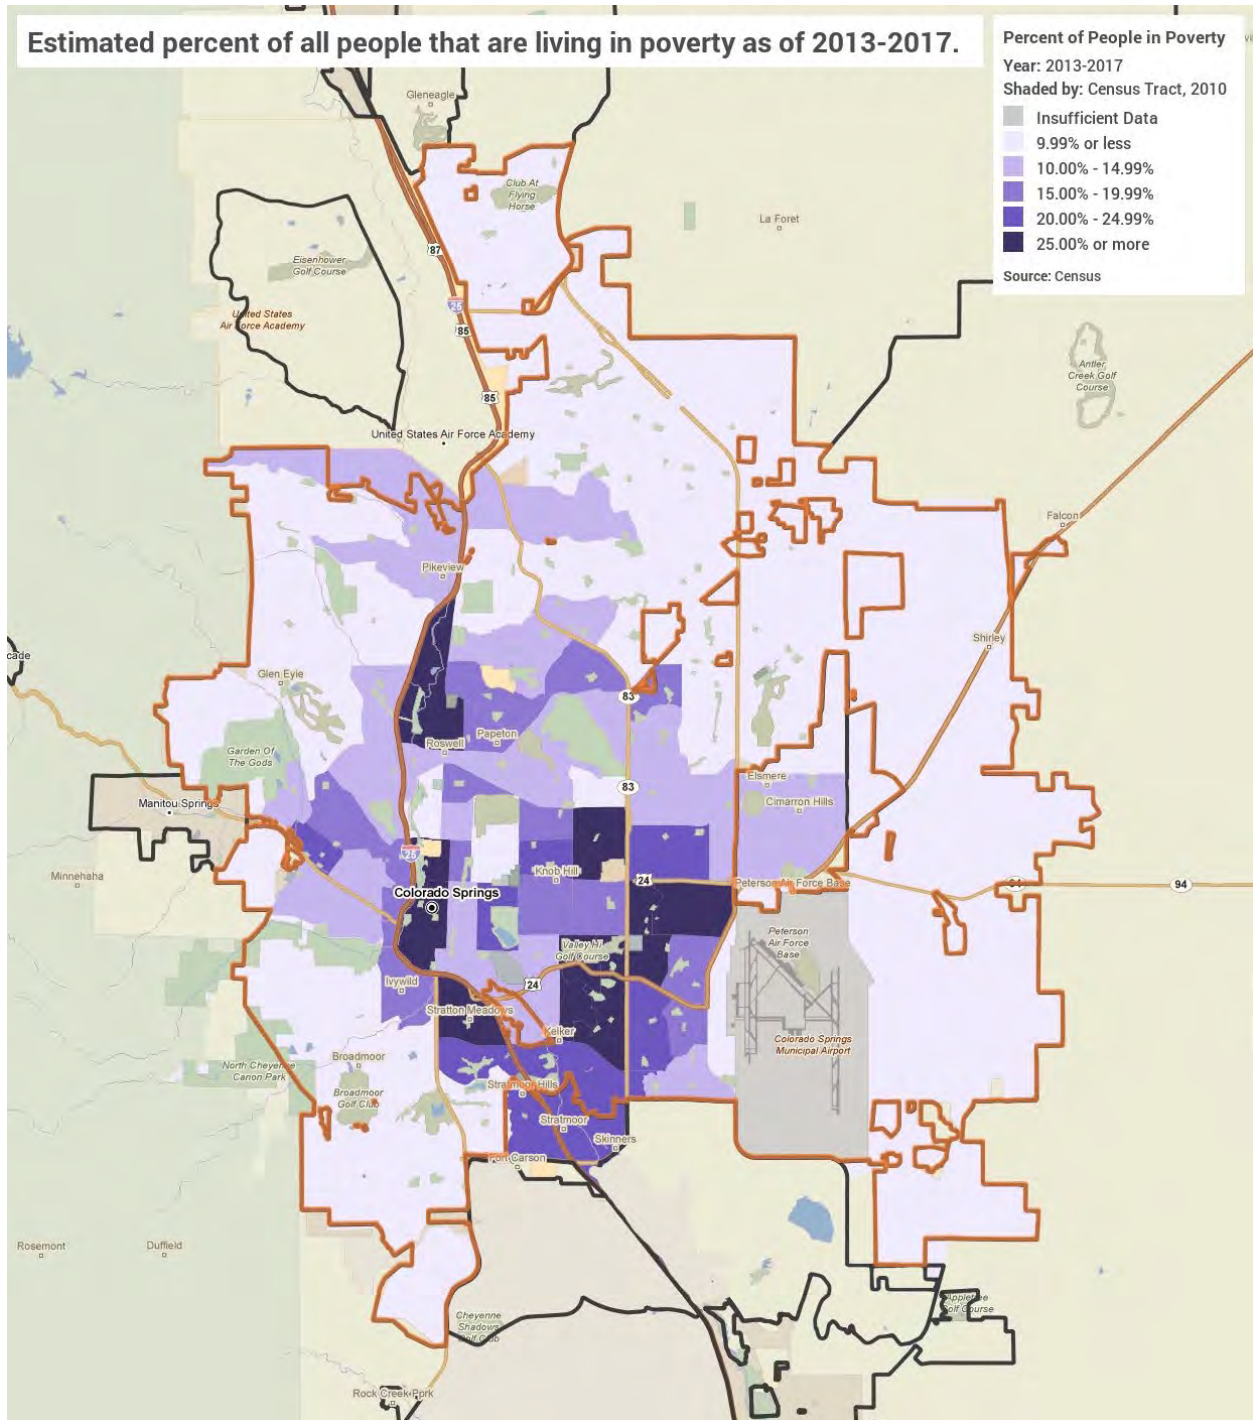 Estimated percent of all people that are living in poverty as of 2013-2017.
Percent of People in Poverty
Year: 2013-2017
Shaded by: Census Tract, 2010
Insufficient Data
9.99% or less
10.00% - 14.99%
15.00% - 19.99%
20.00% - 24.99%
25.00% or more
Source: Census
Gleneagle
Club At
Flying
Horse
La Foret
87
Eisenhower
Golf Course
25
United States
Air Force Academy
85
Antler
Creek Golf
Course
85
United States Air Force Academy
Falcon
Pikeview
Shirley
cade
Glen Eyie
83
Roswell
Papeton
Garden Of
The Gods
83
Elsmere
Cimarron Hills
Manitou Springs
25
Minnehaha
Knob Hill
24
Peterson Air Force Base
94
94
Colorado Springs
Peterson
Air Force
Base
Valley Hi
Golf Course
Ivywild
24
Stratton Meadows
Kelker
Colorado Springs
Municipal Airport
Broadmoor
North Cheyenne
Canon Park
Stratmoor Hills
Broadmoor
Golf Club
Stratmoor
Skinners
Fort Carson
Rosemont
Duffield
Appletree
Golf Course
Cheyenne
Shadows
Golf Club
Rock Creek Park